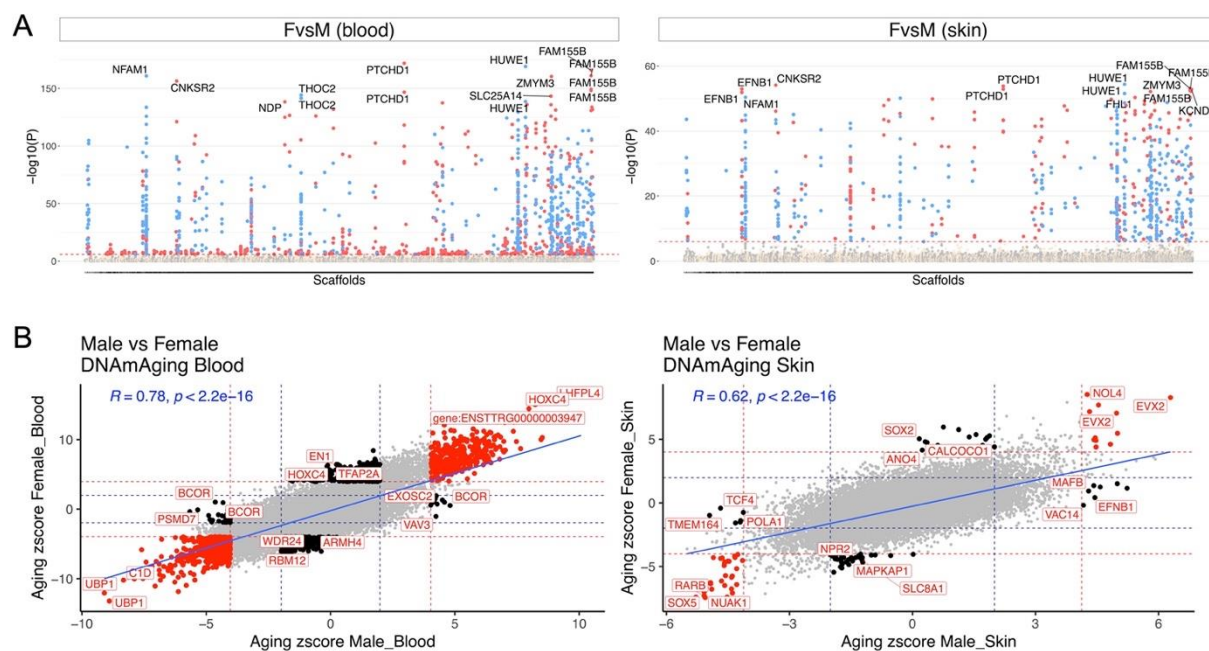 A
FvsM (blood)
FAM155B
HUWE1
PTCHD1
NFAM1
FAM155B
ZMYM3
CNKSR2
THOC2
FAM155B
SLC25A14
PTCHD1
FAM155B
NDP
THOC2
HUWE1
150
100
50
0
-log10(P)
Scaffolds
FvsM (skin)
FAM155B
CNKSR2
EFNB1
PTCHD1
HUWE1
FAM155B
ZMYM3
HUWE1
EFNB1
NFAM1
PTCHD1
FHL1
FAM155B
KCND
60
40
20
0
-log10(P)
Scaffolds
B
Male vs Female
DNAmAging Blood
R = 0.78, p < 2.2e-16
LHFPL4
HOXC4
gene:ENSTTRG00000003947
EN1
HOXC4
TFAP2A
BCOR
EXOSC2
BCOR
PSMD7
BCOR
VAV3
WDR24
ARMH4
RBM12
C1D
UBP1
UBP1
10
0
-10
-10
-5
0
5
10
Aging zscore Female_Blood
Aging zscore Male_Blood
Male vs Female
DNAmAging Skin
R = 0.62, p < 2.2e-16
NOL4
EVX2
EVX2
SOX2
CALCOCO1
ANO4
MAFB
EFNB1
TCF4
VAC14
TMEM164
POLA1
NPR2
MAPKAP1
SLC8A1
RARB
SOX5
NUAK1
5
0
-5
-6
-3
0
3
6
Aging zscore Female_Skin
Aging zscore Male_Skin